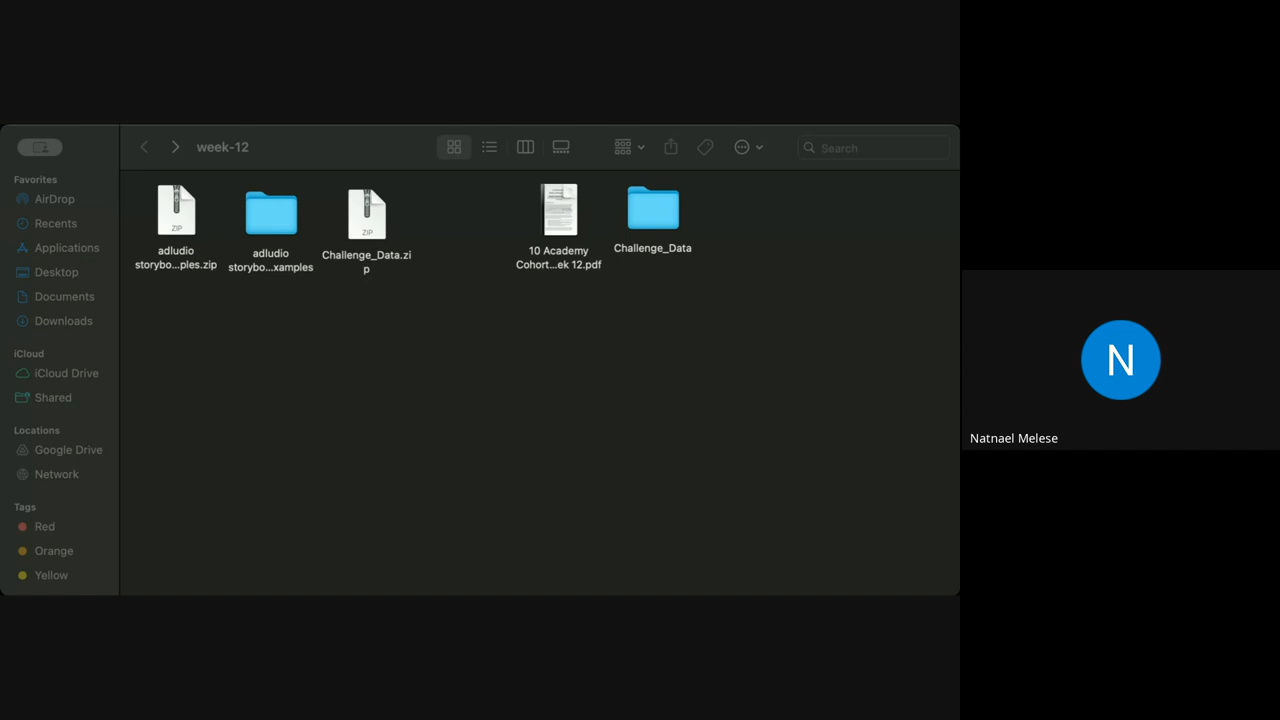 week-12
Search
Favorites
AirDrop
Recents
Applications
Desktop
Documents
Downloads
iCloud
iCloud Drive
Shared
Locations
Google Drive
Network
Tags
Red
Orange
Yellow
ZIP
adludio
storybo...ples.zip
adludio
storybo...xamples
ZIP
Challenge_Data.zi
p
10 Academy
Cohort...ek 12.pdf
Challenge_Data
N
Natnael Melese